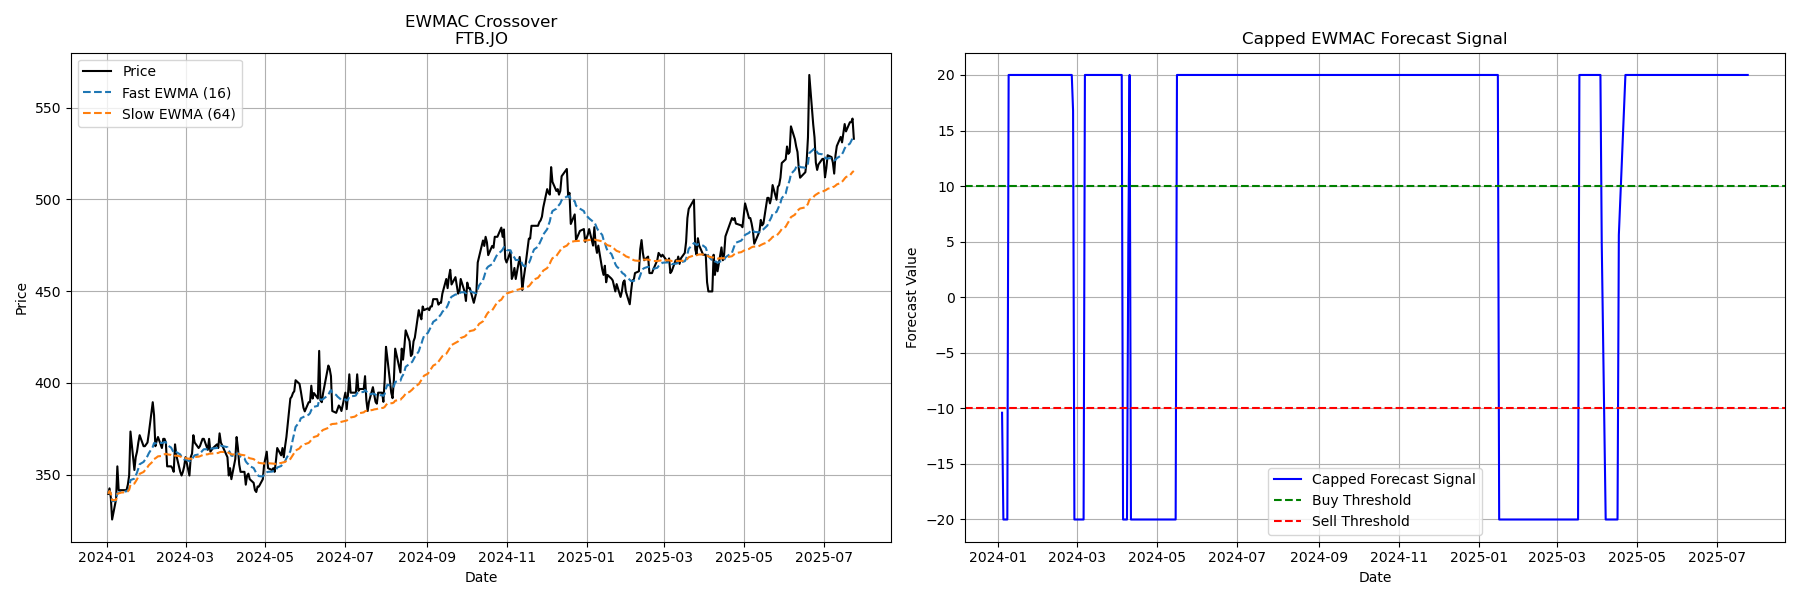 EWMAC Crossover
FTB.JO
Price
Fast EWMA (16)
Slow EWMA (64)
Price
550
500
450
400
350
2024-01 2024-03 2024-05 2024-07 2024-09 2024-11 2025-01 2025-03 2025-05 2025-07
Date
Capped EWMAC Forecast Signal
Forecast Value
20
15
10
5
0
−5
−10
−15
−20
Capped Forecast Signal
Buy Threshold
Sell Threshold
2024-01 2024-03 2024-05 2024-07 2024-09 2024-11 2025-01 2025-03 2025-05 2025-07
Date